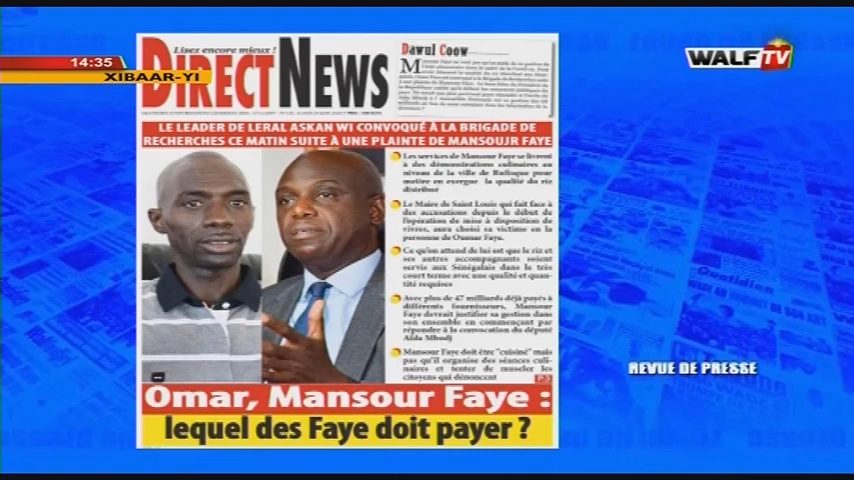 14:35
XIBAAR-YI
WALF TV
Lisez encore mieux !
DIRECT NEWS
Dawul Coow
LE LEADER DE LERAL ASKAN WI CONVOQUÉ À LA BRIGADE DE
RECHERCHES CE MATIN SUITE À UNE PLAINTE DE MANSOUJR FAYE
Les services de Mansour Faye se livrent
à des démonstrations culinaires au
niveau de la ville de Rufisque pour
mettre en exergue la qualité du riz
distribué
Le Maire de Saint Louis qui fait face à
des accusations depuis le début de
l'opération de mise à disposition de
vivres, aura choisi sa victime en la
personne de Oumar Faye.
Ce qu'on attend de lui est que le riz et
ses autres accompagnants soient
servis aux Sénégalais dans le très
court terme avec une qualité et quan-
tité requises
Avec plus de 47 milliards déjà payés à
différents fournisseurs, Mansour
Faye devrait justifier sa gestion dans
son ensemble en commençant par
répondre à la convocation du député
Aïda Mbodj
Mansour Faye doit être "cuisiné" mais
pas qu'il organise des séances culi-
naires et tenter de museler les
citoyens qui dénoncent
P.3
Omar, Mansour Faye :
lequel des Faye doit payer ?
REVUE DE PRESSE
Quotidien